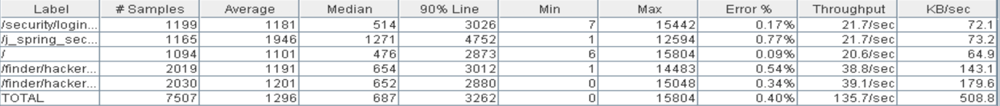 Label # Samples Average Median 90% Line Min Max Error % Throughput KB/sec
/security/login... 1199 1181 514 3026 7 15442 0.17% 21.7/sec 72.1
/j_spring_sec... 1165 1946 1271 4752 1 12594 0.77% 21.7/sec 73.2
/ 1094 1101 476 2873 6 15804 0.09% 20.6/sec 64.9
/finder/hacker... 2019 1191 654 3012 1 14483 0.54% 38.8/sec 143.1
/finder/hacker... 2030 1201 652 2880 0 15048 0.34% 39.1/sec 179.6
TOTAL 7507 1296 687 3262 0 15804 0.40% 135.7/sec 508.8